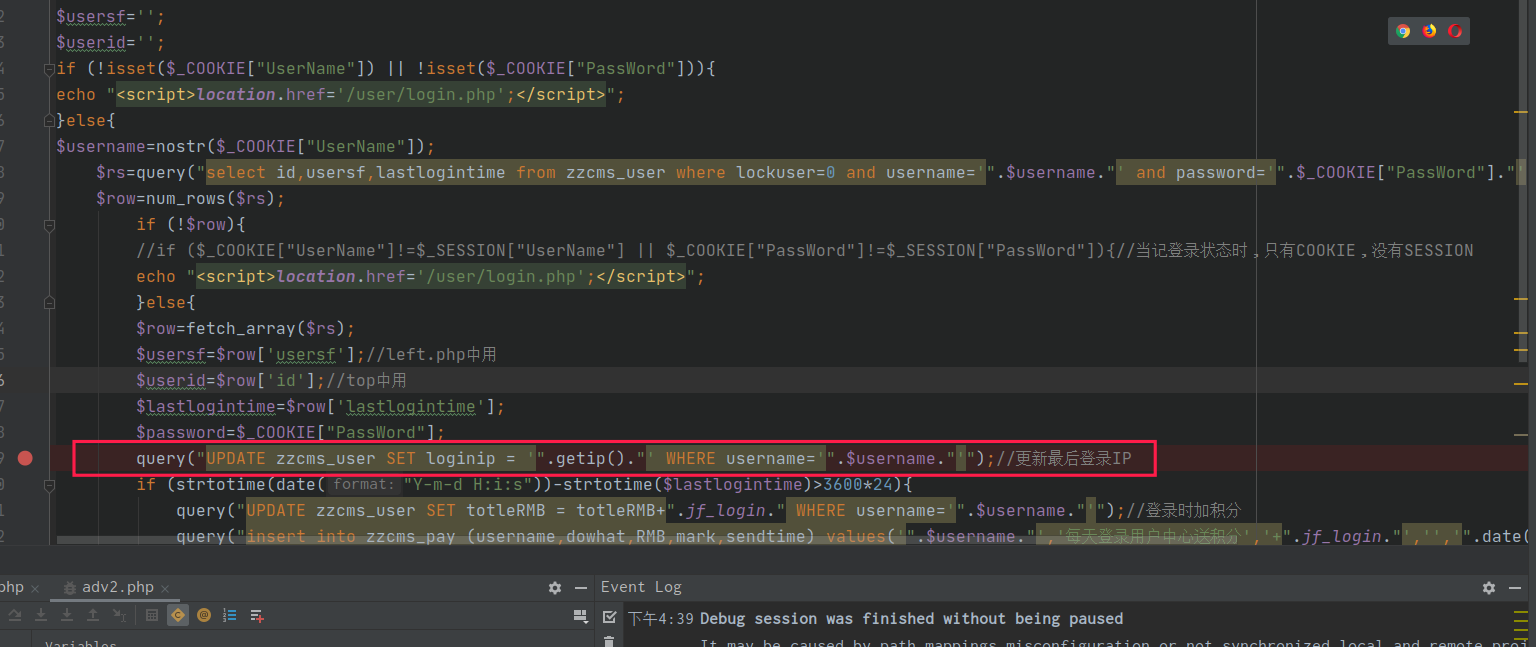 $usersf='';
$userid='';
if (!isset($_COOKIE["UserName"]) || !isset($_COOKIE["PassWord"])){
echo "<script>location.href='/user/login.php';</script>";
}else{
$username=nostr($_COOKIE["UserName"]);
$rs=query("select id,usersf,lastlogintime from zzcms_user where lockuser=0 and username='".$username."' and password='".$_COOKIE["PassWord"]."'
$row=num_rows($rs);
if (!$row){
//if ($_COOKIE["UserName"]!=$_SESSION["UserName"] || $_COOKIE["PassWord"]!=$_SESSION["PassWord"]){//当记登录状态时，只有COOKIE，没有SESSION
echo "<script>location.href='/user/login.php';</script>";
}else{
$row=fetch_array($rs);
$usersf=$row['usersf'];//left.php中用
$userid=$row['id'];//top中用
$lastlogintime=$row['lastlogintime'];
$password=$_COOKIE["PassWord"];
query("UPDATE zzcms_user SET loginip = '".getip()."' WHERE username='".$username."'");//更新最后登录IP
if (strtotime(date( format: "Y-m-d H:i:s"))-strtotime($lastlogintime)>3600*24){
query("UPDATE zzcms_user SET totleRMB = totleRMB+".jf_login." WHERE username='".$username."'");//登录时加积分
query("insert into zzcms_pay (username,dowhat,RMB,mark,sendtime) values('".$username."','每天登录用户中心送积分','+".jf_login."','','".date(
php adv2.php
Event Log
下午4:39 Debug session was finished without being paused
Variables
It may be caused by path mappings misconfiguration or not synchronized local and remote proj